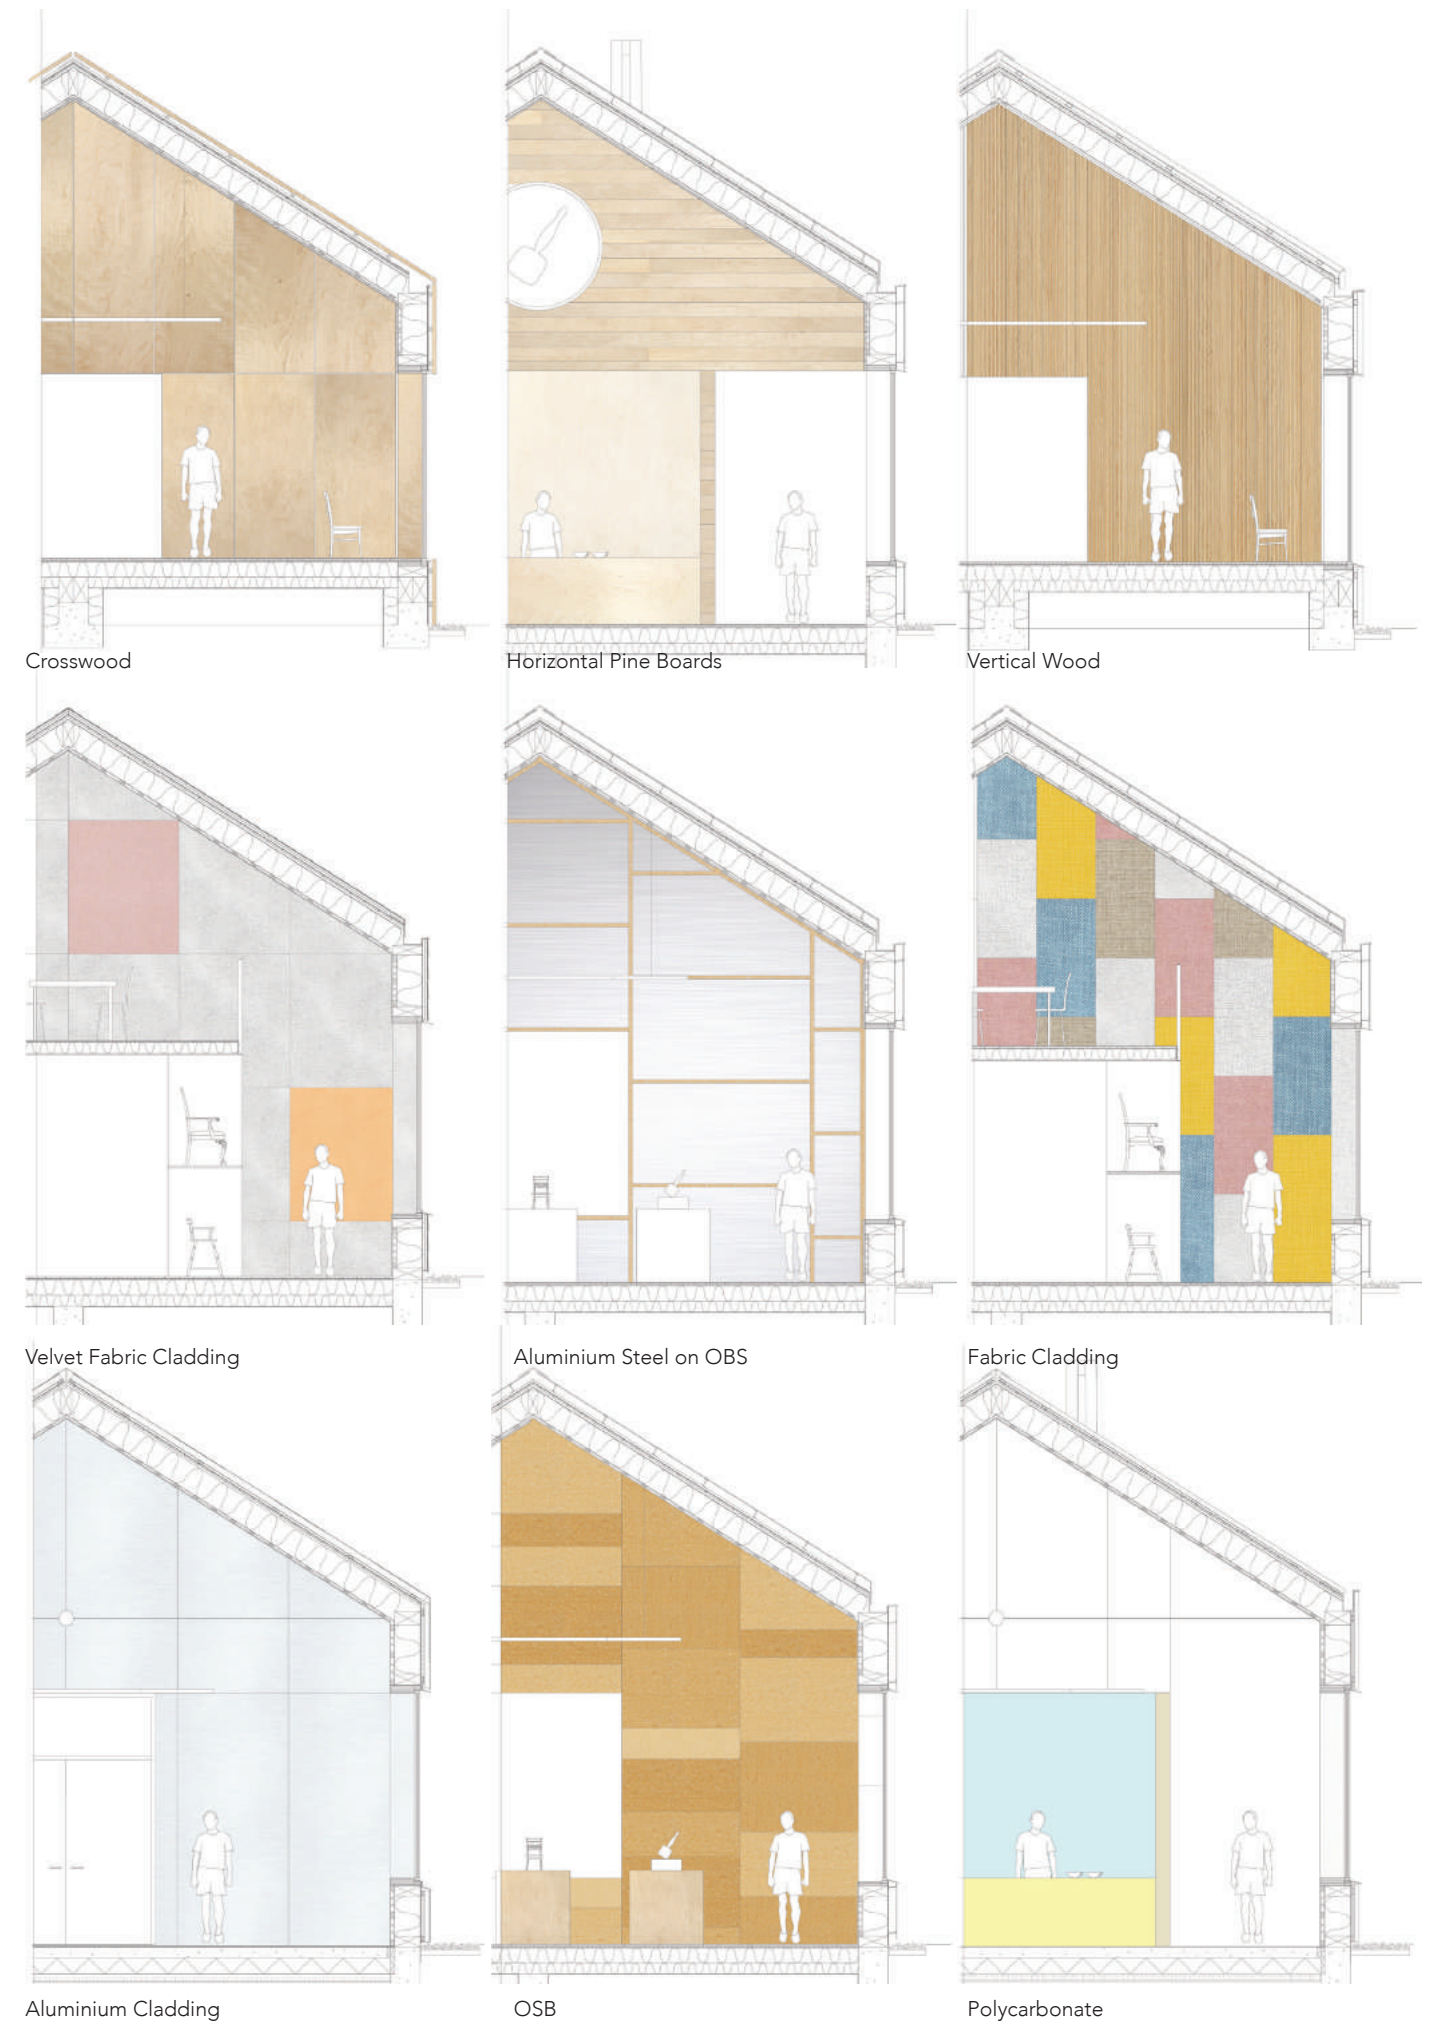 Crosswood
Horizontal Pine Boards
Vertical Wood
Velvet Fabric Cladding
Aluminium Steel on OBS
Fabric Cladding
Aluminium Cladding
OSB
Polycarbonate